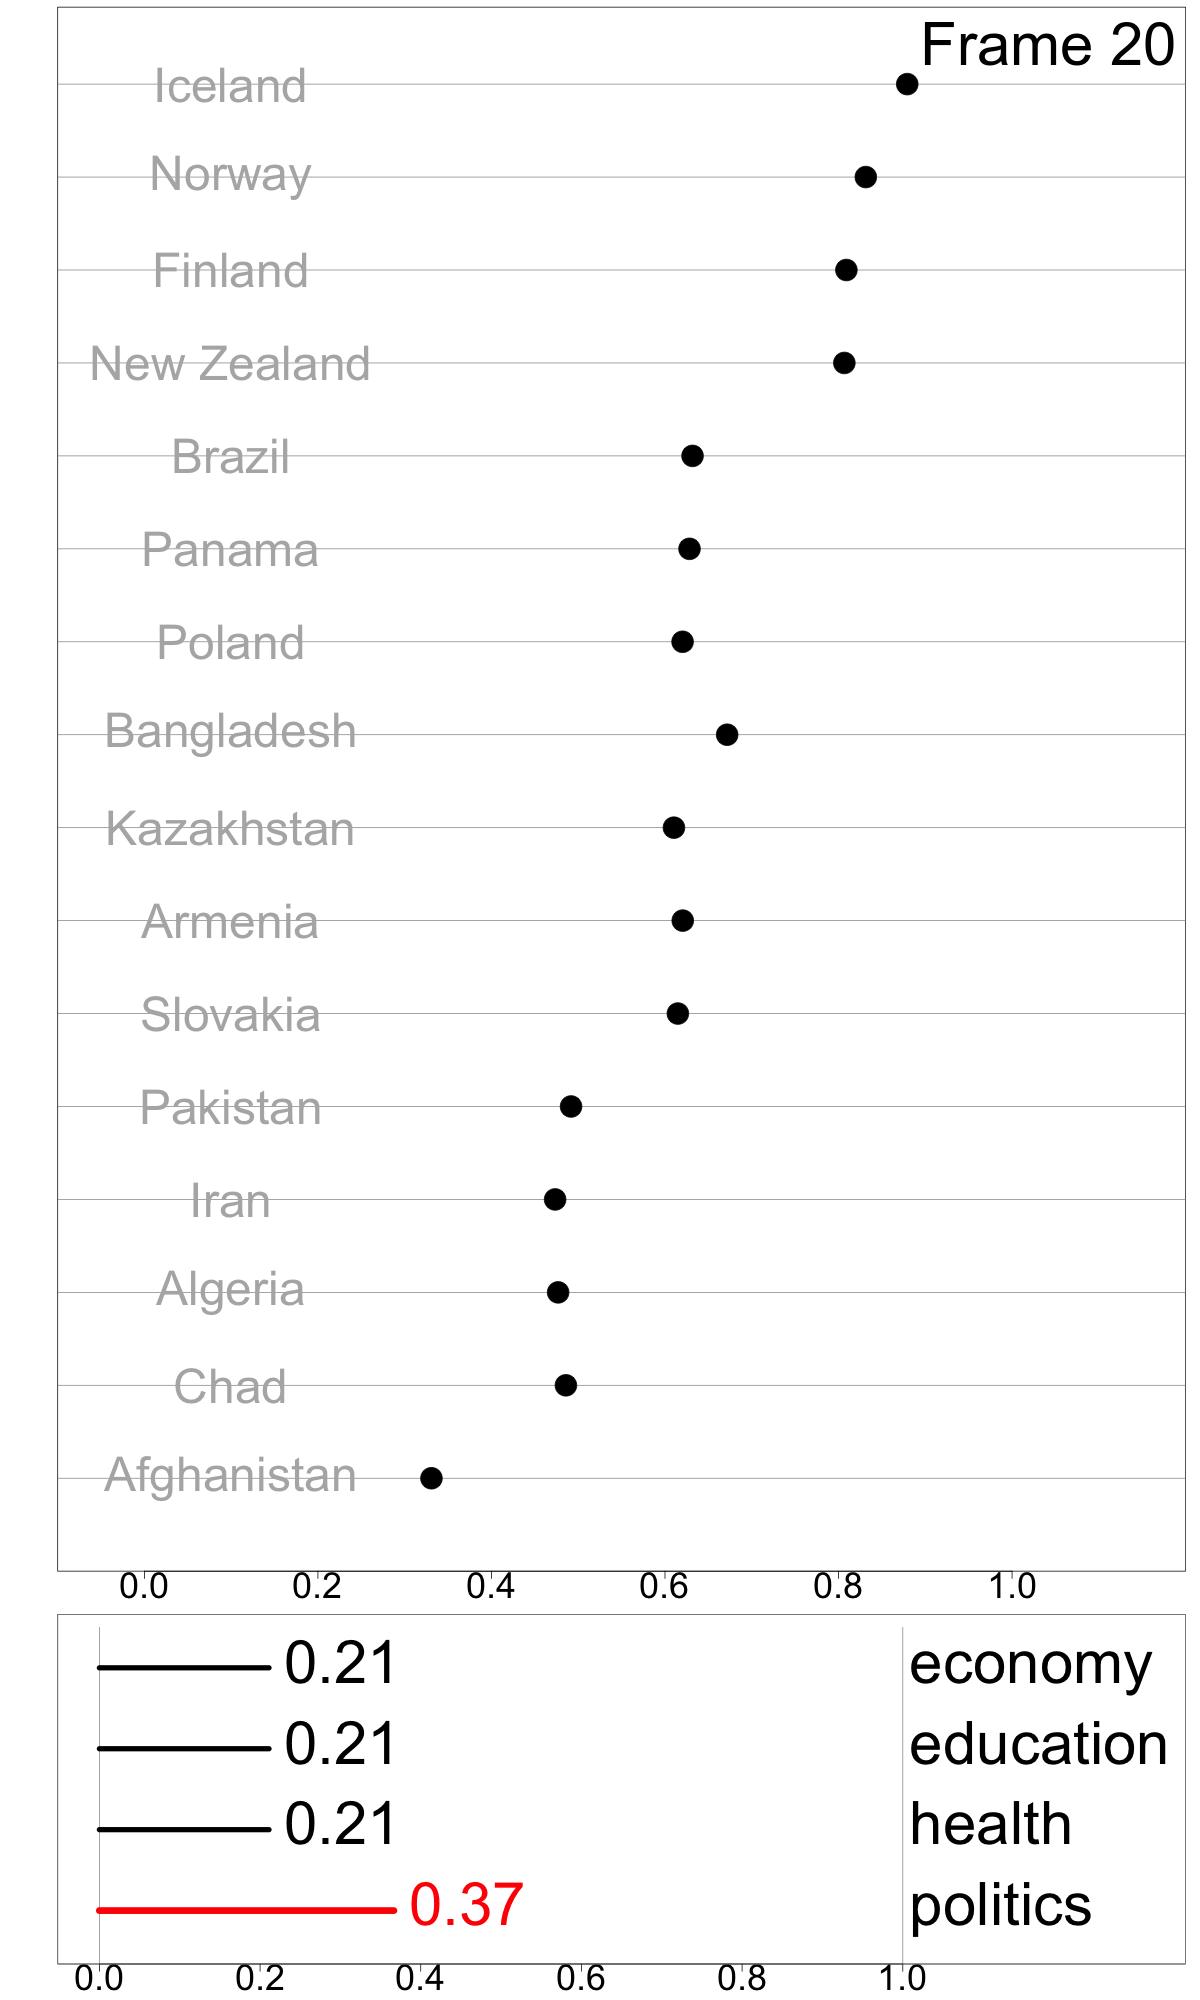 Frame 20
Iceland
Norway
Finland
New Zealand
Brazil
Panama
Poland
Bangladesh
Kazakhstan
Armenia
Slovakia
Pakistan
Iran
Algeria
Chad
Afghanistan
0.0 0.2 0.4 0.6 0.8 1.0
0.21 economy
0.21 education
0.21 health
0.37 politics
0.0 0.2 0.4 0.6 0.8 1.0